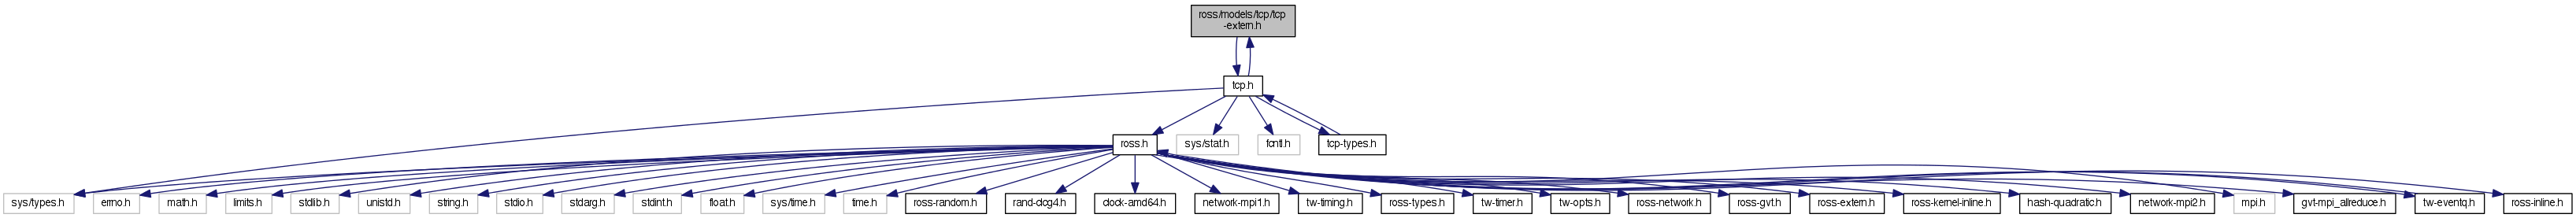 ross/models/tcp/tcp
-extern.h
tcp.h
ross.h
sys/stat.h
fcntl.h
tcp-types.h
sys/types.h
errno.h
math.h
limits.h
stdlib.h
unistd.h
string.h
stdio.h
stdarg.h
stdint.h
float.h
sys/time.h
time.h
ross-random.h
rand-clcg4.h
clock-amd64.h
network-mpi1.h
tw-timing.h
ross-types.h
tw-timer.h
tw-opts.h
ross-network.h
ross-gvt.h
ross-extern.h
ross-kernel-inline.h
hash-quadratic.h
network-mpi2.h
mpi.h
gvt-mpi_allreduce.h
tw-eventq.h
ross-inline.h